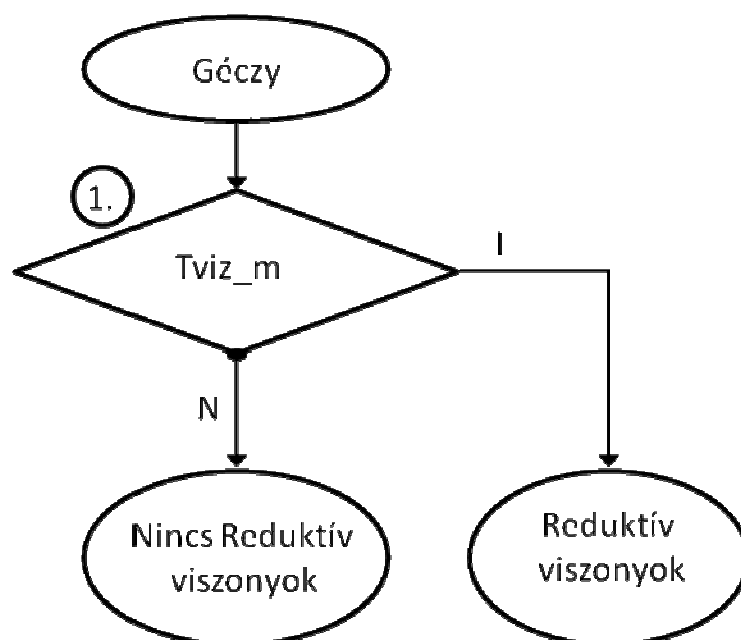 Géczy
1.
Tviz_m
I
N
Nincs Reduktív
viszonyok
Reduktív
viszonyok